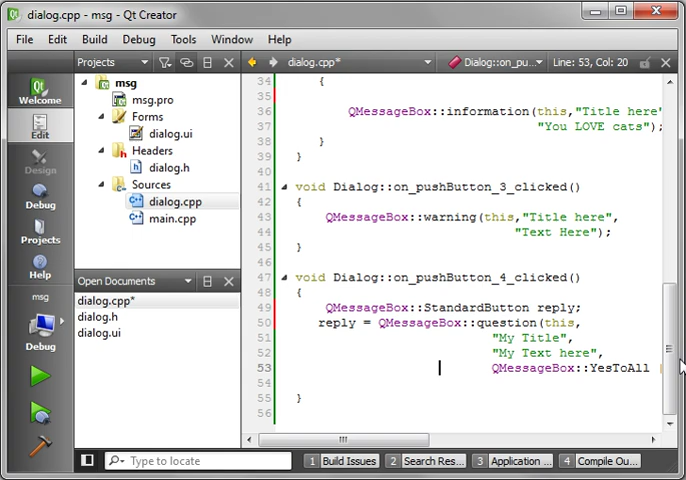 dialog.cpp - msg - Qt Creator
File Edit Build Debug Tools Window Help
Projects
dialog.cpp*
Dialog::on_pu...
Line: 53, Col: 20
Welcome
Edit
Design
Debug
Projects
Help
msg
Debug
msg
msg.pro
Forms
dialog.ui
Headers
dialog.h
Sources
dialog.cpp
main.cpp
Open Documents
dialog.cpp*
dialog.h
dialog.ui
34 {
35
36 QMessageBox::information(this,"Title here"
37 "You LOVE cats");
38 }
39 }
40
41 void Dialog::on_pushButton_3_clicked()
42 {
43 QMessageBox::warning(this,"Title here",
44 "Text Here");
45 }
46
47 void Dialog::on_pushButton_4_clicked()
48 {
49 QMessageBox::StandardButton reply;
50 reply = QMessageBox::question(this,
51 "My Title",
52 "My Text here",
53 QMessageBox::YesToAll
54
55 }
56
Type to locate
1 Build Issues
2 Search Res...
3 Application ...
4 Compile Ou...